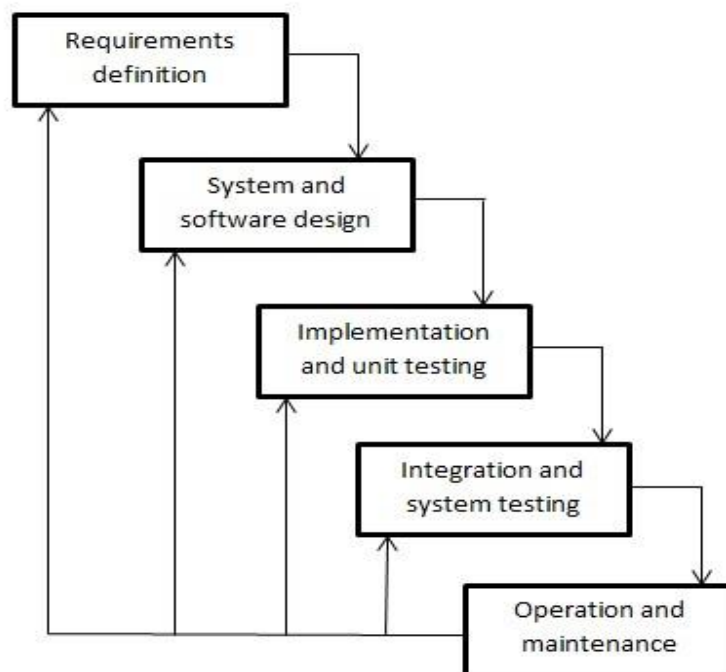 Requirements
definition
System and
software design
Implementation
and unit testing
Integration and
system testing
Operation and
maintenance